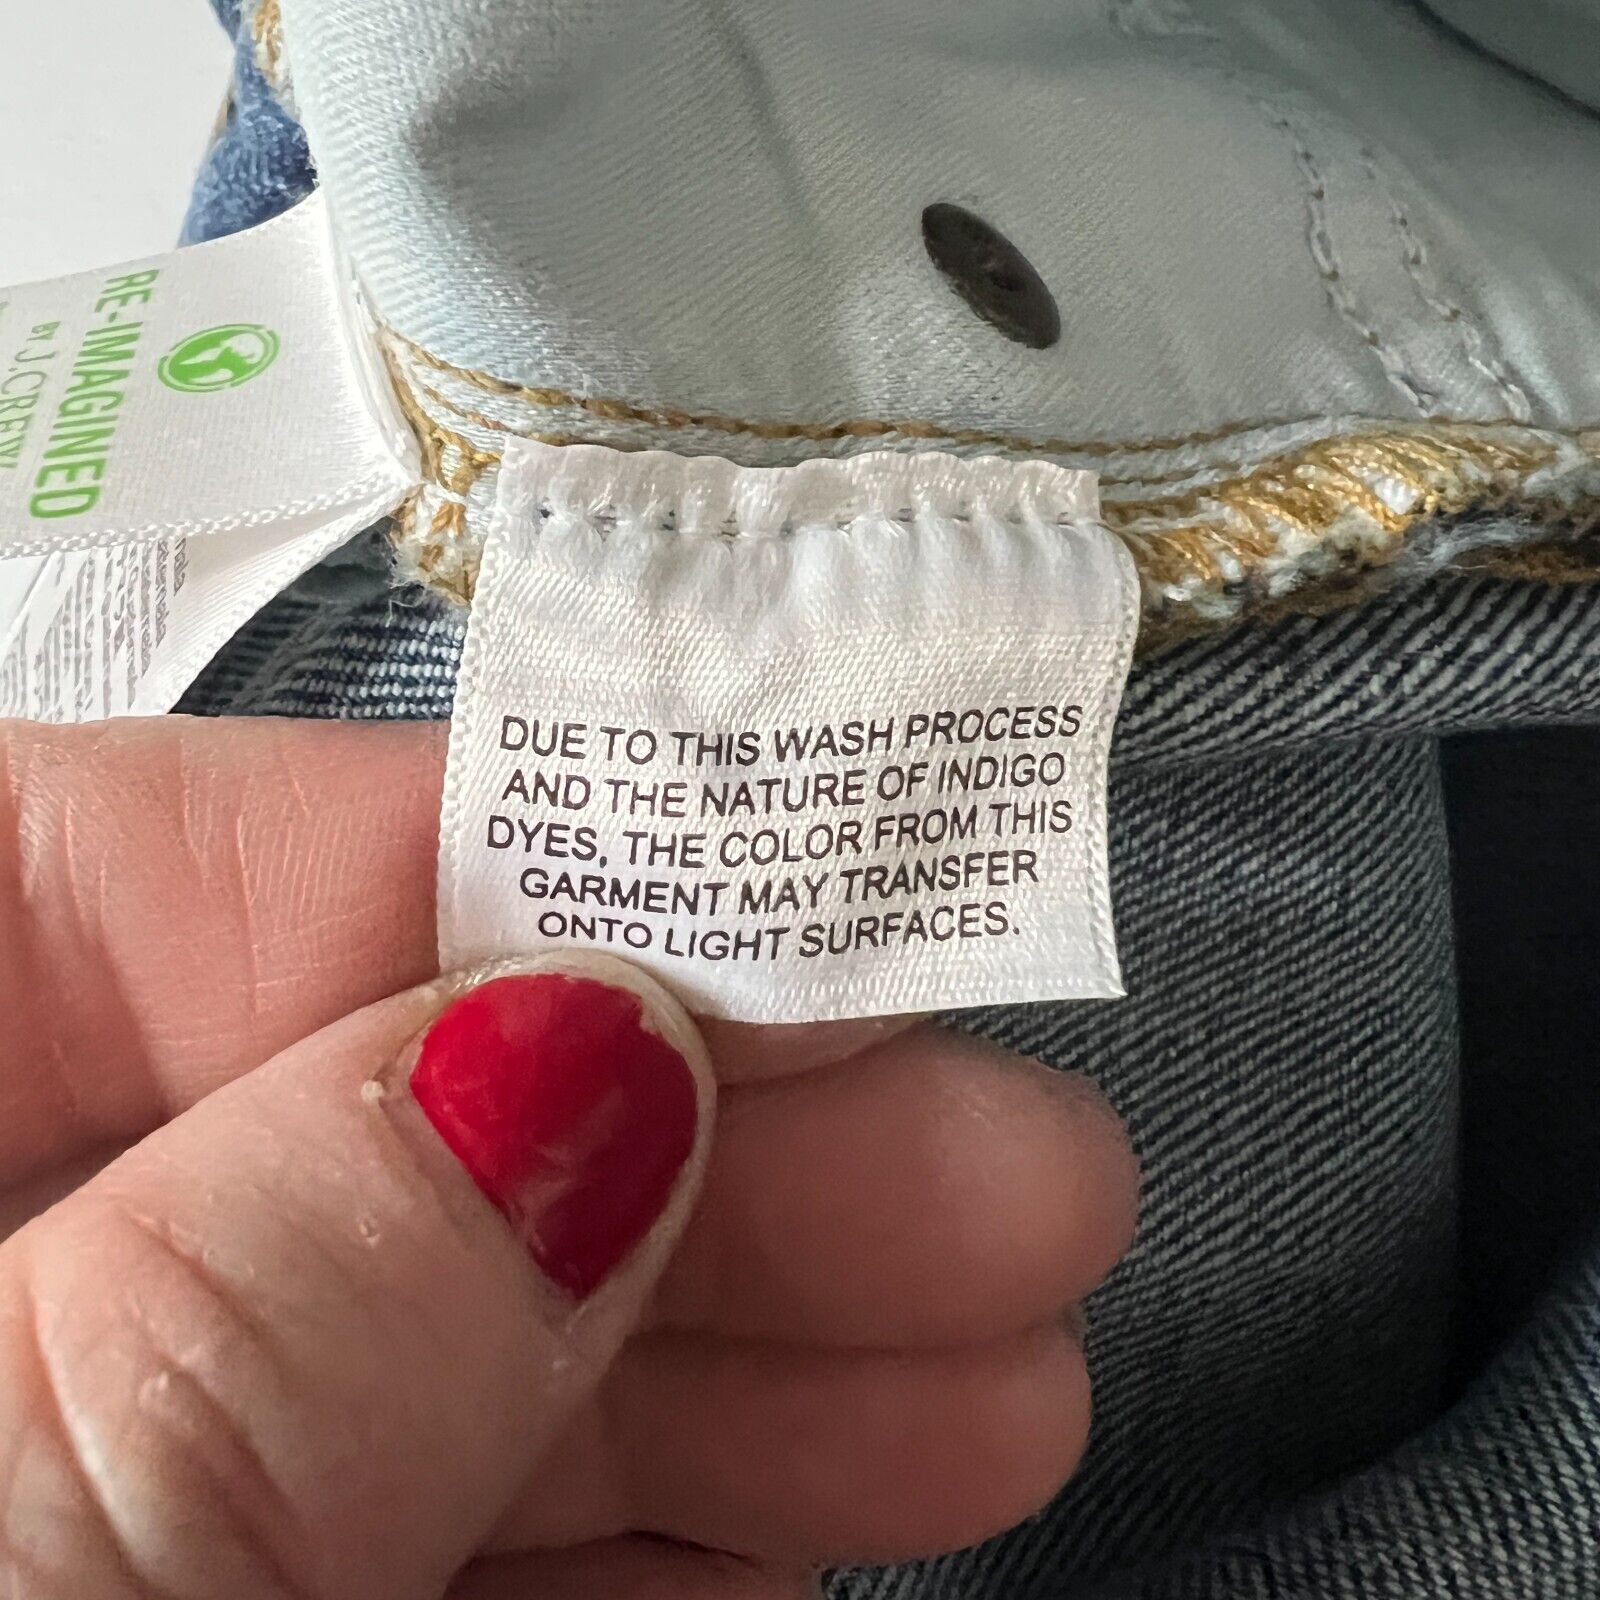 RE-IMAGINED
BY J.CREW
DUE TO THIS WASH PROCESS
AND THE NATURE OF INDIGO
DYES, THE COLOR FROM THIS
GARMENT MAY TRANSFER
ONTO LIGHT SURFACES.